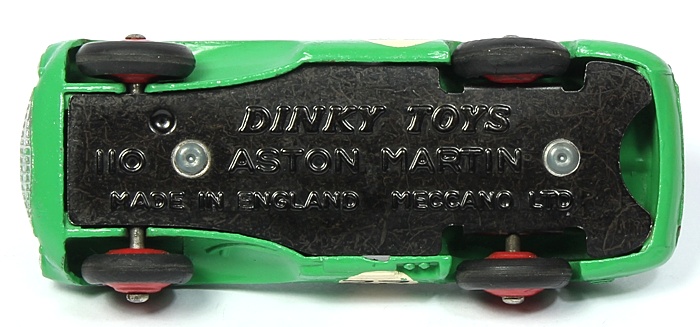 DINKY TOYS
110 ASTON MARTIN
MADE IN ENGLAND MECCANO LTD